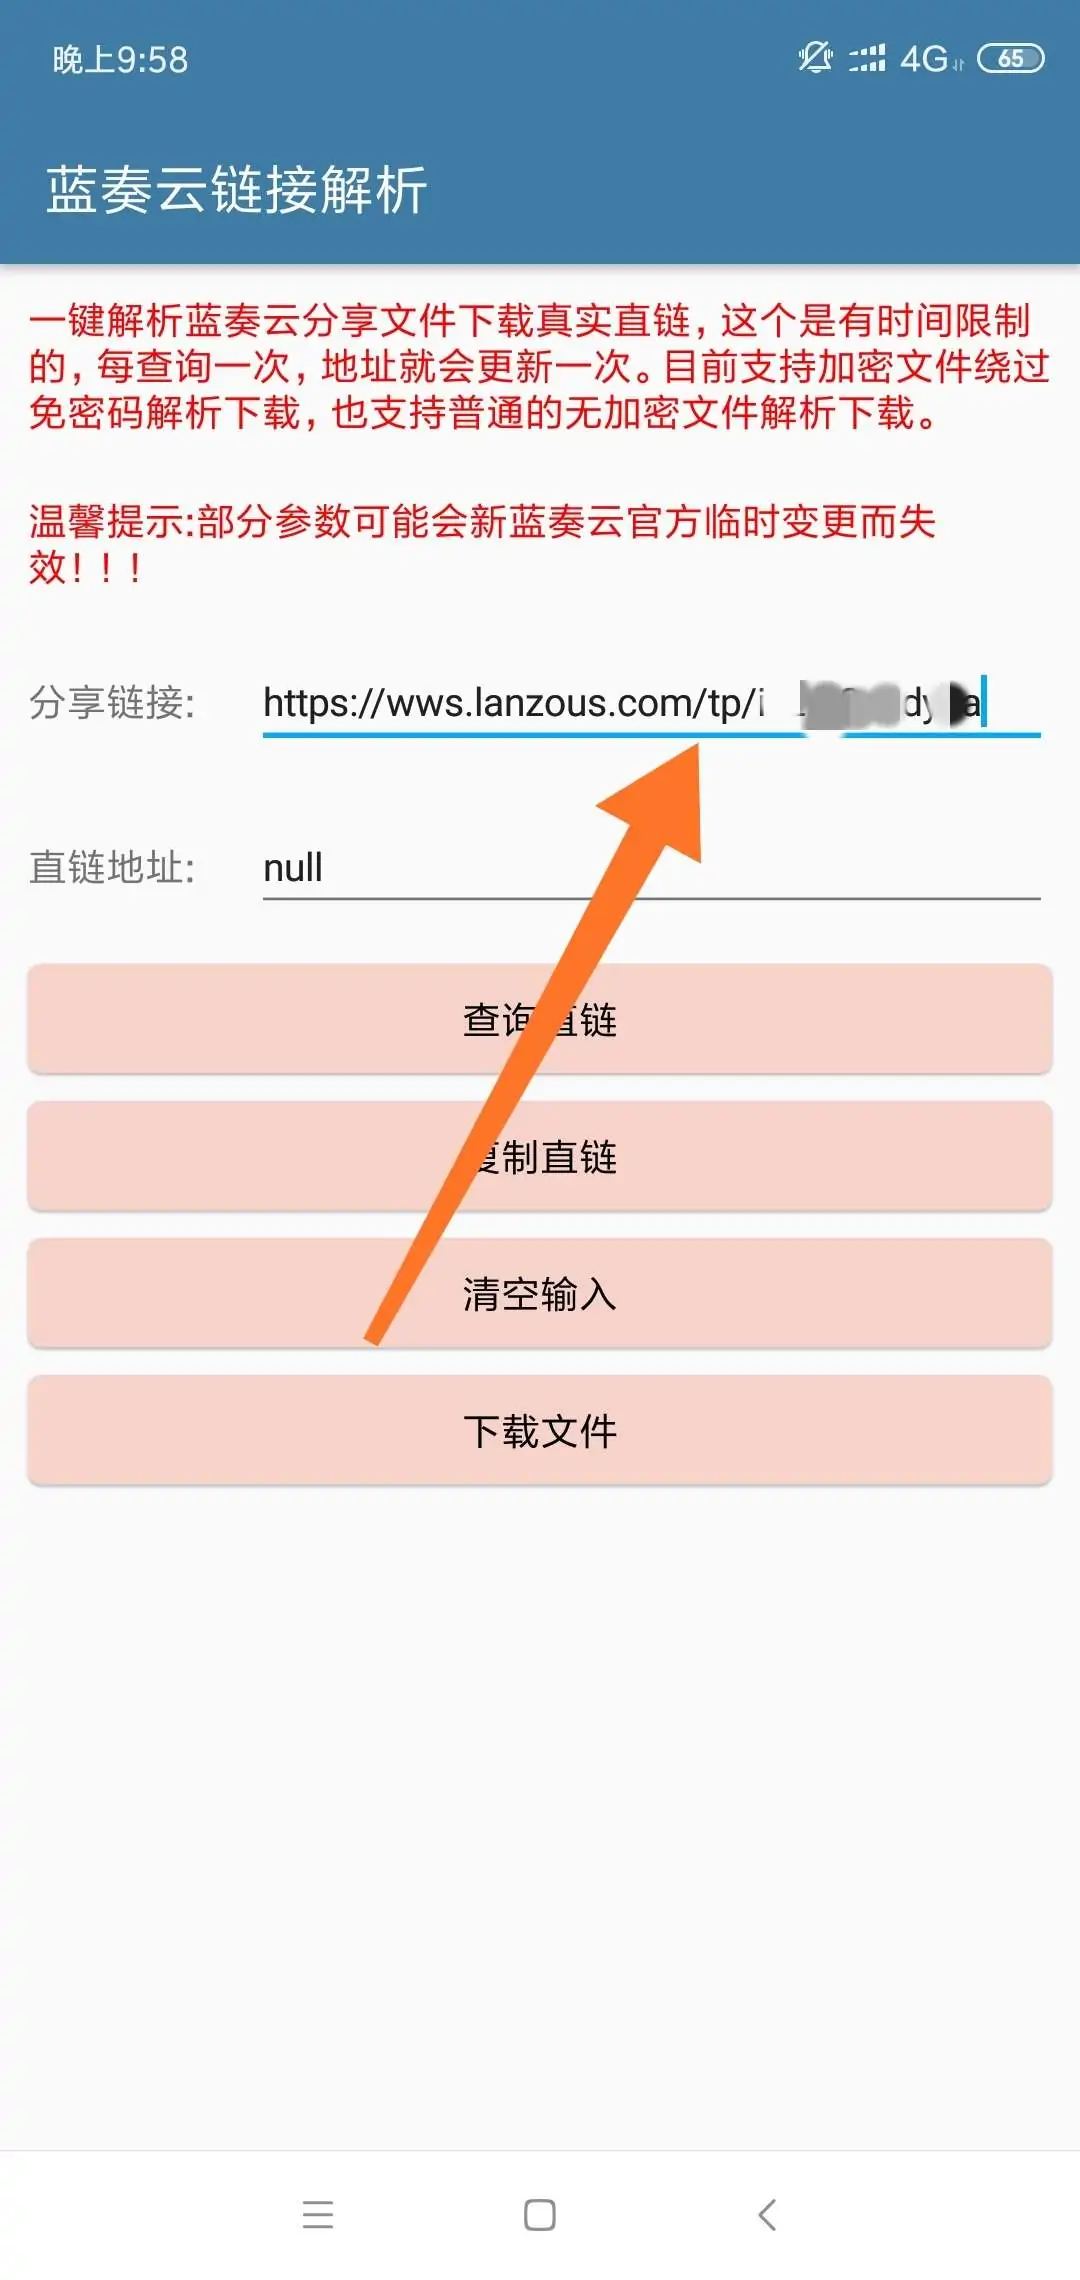 晚上9:58
4G
65
蓝奏云链接解析
一键解析蓝奏云分享文件下载真实直链，这个是有时间限制
的，每查询一次，地址就会更新一次。目前支持加密文件绕过
免密码解析下载，也支持普通的无加密文件解析下载。
温馨提示:部分参数可能会新蓝奏云官方临时变更而失
效！！！
分享链接: https://wws.lanzous.com/tp/i
直链地址: null
查询直链
复制直链
清空输入
下载文件